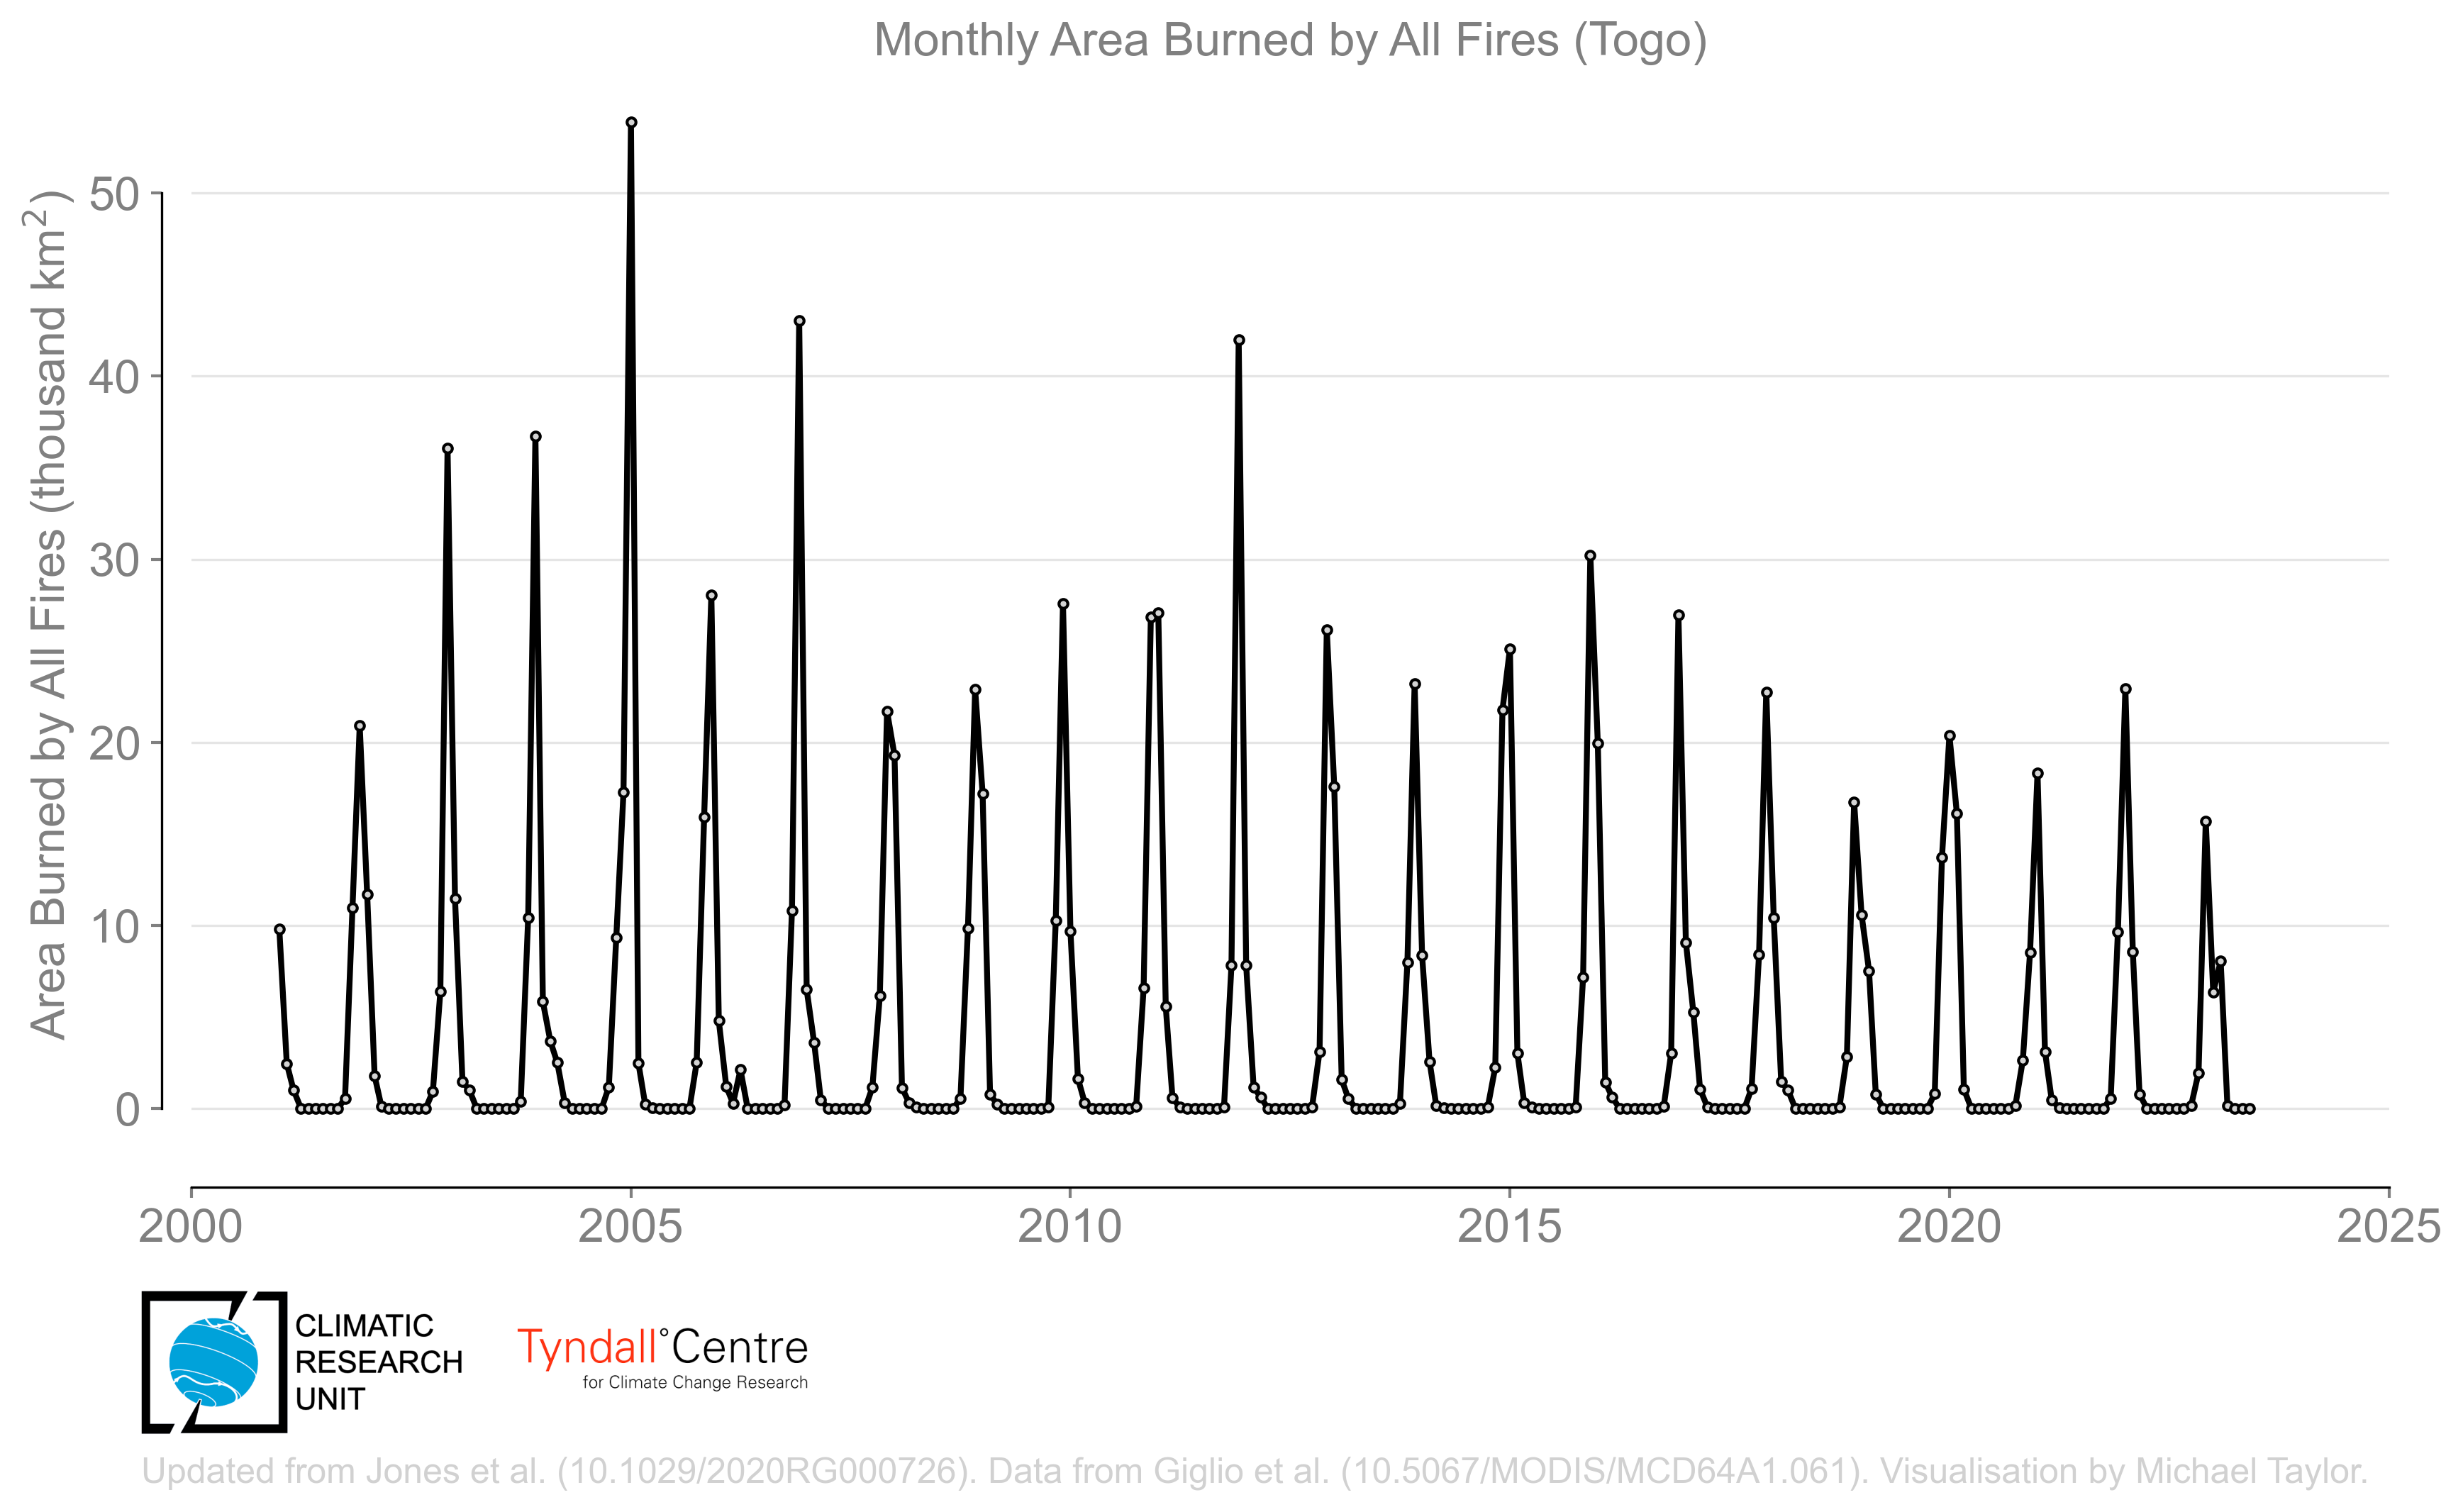 Monthly Area Burned by All Fires (Togo)
Area Burned by All Fires (thousand km²)
50
40
30
20
10
0
2000 2005 2010 2015 2020 2025
CLIMATIC
RESEARCH
UNIT
Tyndall°Centre
for Climate Change Research
Updated from Jones et al. (10.1029/2020RG000726). Data from Giglio et al. (10.5067/MODIS/MCD64A1.061). Visualisation by Michael Taylor.